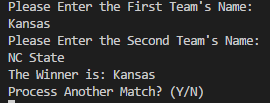 Please Enter the First Team's Name:
Kansas
Please Enter the Second Team's Name:
NC State
The Winner is: Kansas
Process Another Match? (Y/N)